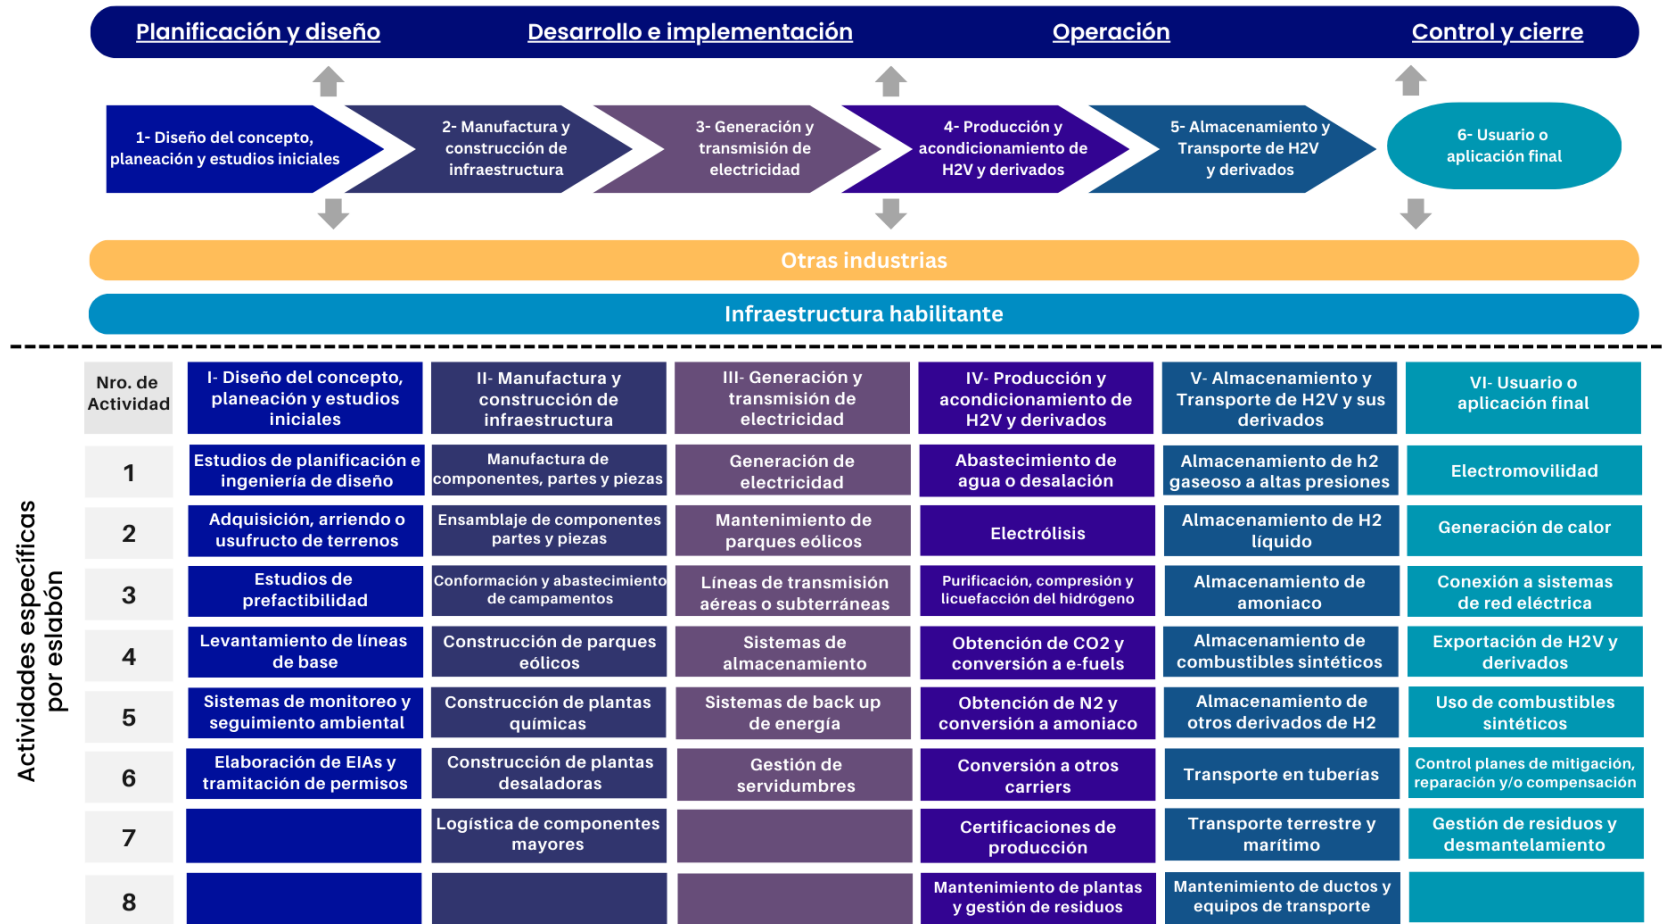 Planificación y diseño
Desarrollo e implementación
Operación
Control y cierre
1- Diseño del concepto,
planeación y estudios iniciales
2- Manufactura y
construcción de
infraestructura
3- Generación y
transmisión de
electricidad
4- Producción y
acondicionamiento de
H2V y derivados
5- Almacenamiento y
Transporte de H2V
y derivados
6- Usuario o
aplicación final
Otras industrias
Infraestructura habilitante
Actividades específicas
por eslabón
Nro. de
Actividad
I- Diseño del concepto,
planeación y estudios
iniciales
II- Manufactura y
construcción de
infraestructura
III- Generación y
transmisión de
electricidad
IV- Producción y
acondicionamiento de
H2V y derivados
V- Almacenamiento y
Transporte de H2V y sus
derivados
VI- Usuario o
aplicación final
1
Estudios de planificación e
ingeniería de diseño
Manufactura de
componentes, partes y piezas
Generación de
electricidad
Abastecimiento de
agua o desalación
Almacenamiento de h2
gaseoso a altas presiones
Electromovilidad
2
Adquisición, arriendo o
usufructo de terrenos
Ensamblaje de componentes
partes y piezas
Mantenimiento de
parques eólicos
Electrólisis
Almacenamiento de H2
líquido
Generación de calor
3
Estudios de
prefactibilidad
Conformación y abastecimiento
de campamentos
Líneas de transmisión
aéreas o subterráneas
Purificación, compresión y
licuefacción del hidrógeno
Almacenamiento de
amoniaco
Conexión a sistemas
de red eléctrica
4
Levantamiento de líneas
de base
Construcción de parques
eólicos
Sistemas de
almacenamiento
Obtención de CO2 y
conversión a e-fuels
Almacenamiento de
combustibles sintéticos
Exportación de H2V y
derivados
5
Sistemas de monitoreo y
seguimiento ambiental
Construcción de plantas
químicas
Sistemas de back up
de energía
Obtención de N2 y
conversión a amoniaco
Almacenamiento de
otros derivados de H2
Uso de combustibles
sintéticos
6
Elaboración de EIAs y
tramitación de permisos
Construcción de plantas
desaladoras
Gestión de
servidumbres
Conversión a otros
carriers
Transporte en tuberías
Control planes de mitigación,
reparación y/o compensación
7
Logística de componentes
mayores
Certificaciones de
producción
Transporte terrestre y
marítimo
Gestión de residuos y
desmantelamiento
8
Mantenimiento de plantas
y gestión de residuos
Mantenimiento de ductos y
equipos de transporte